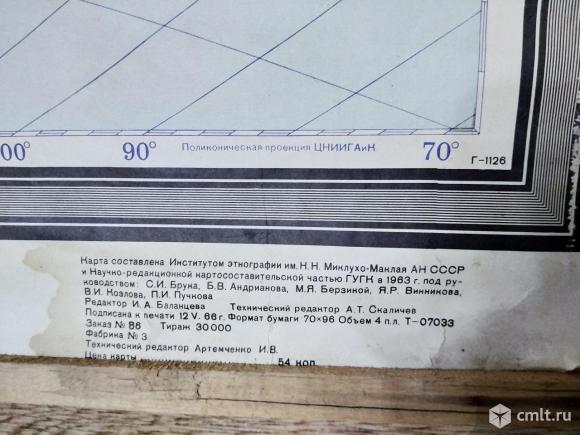 00° 90° Поликоническая проекция ЦНИИГАиК 70°
Г-1126
Карта составлена Институтом этнографии им. Н.Н. Миклухо-Маклая АН СССР
и Научно-редакционной картосоставительской частью ГУГК в 1963 г. под ру-
ководством: С.И. Брука, Б.В. Андрианова, М.Я. Берзиной, Я.Р. Винникова,
В.И. Козлова, П.И. Пучкова
Редактор И.А. Баланцева Технический редактор А.Т. Скаличев
Подписана к печати 12 V. 66 г. Формат бумаги 70×96 Объем 4 п.л. Т-07033
Заказ № 86 Тираж 30000
Фабрика № 3
Технический редактор Артемченко И.В.
Цена карты 54 коп.
cmlt.ru